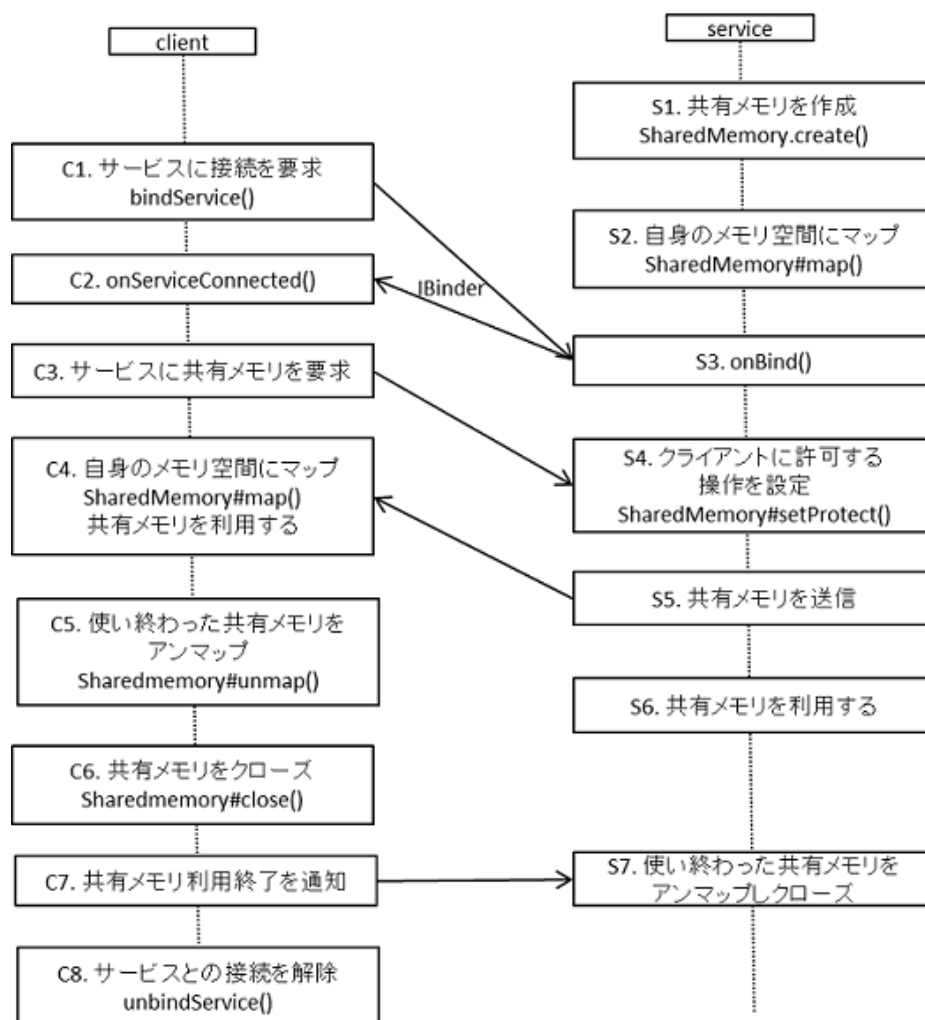 client
C1. サービスに接続を要求
bindService()
C2. onServiceConnected()
C3. サービスに共有メモリを要求
C4. 自身のメモリ空間にマップ
SharedMemory#map()
共有メモリを利用する
C5. 使い終わった共有メモリを
アンマップ
Sharedmemory#unmap()
C6. 共有メモリをクローズ
Sharedmemory#close()
C7. 共有メモリ利用終了を通知
C8. サービスとの接続を解除
unbindService()
IBinder
service
S1. 共有メモリを作成
SharedMemory.create()
S2. 自身のメモリ空間にマップ
SharedMemory#map()
S3. onBind()
S4. クライアントに許可する
操作を設定
SharedMemory#setProtect()
S5. 共有メモリを送信
S6. 共有メモリを利用する
S7. 使い終わった共有メモリを
アンマップしクローズ